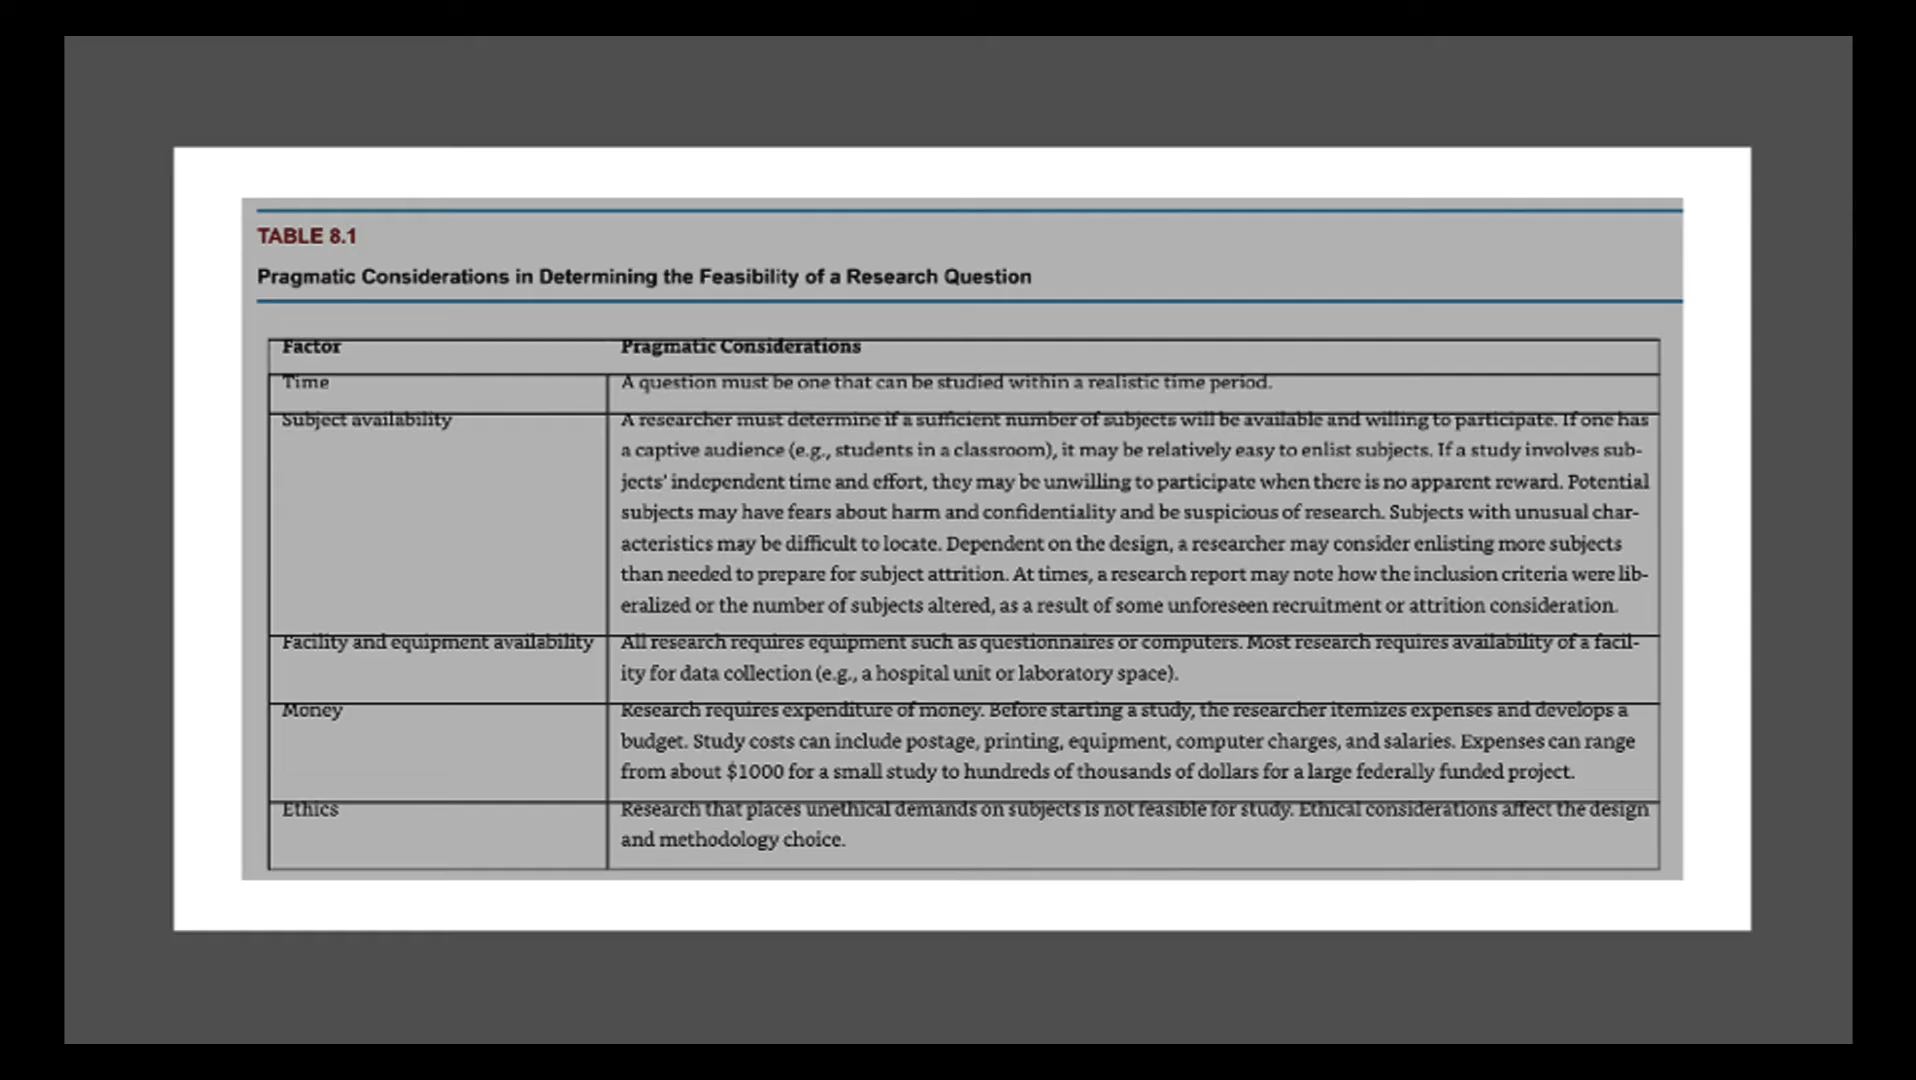 TABLE 8.1
Pragmatic Considerations in Determining the Feasibility of a Research Question
Factor Pragmatic Considerations
Time A question must be one that can be studied within a realistic time period.
Subject availability A researcher must determine if a sufficient number of subjects will be available and willing to participate. If one has
a captive audience (e.g., students in a classroom), it may be relatively easy to enlist subjects. If a study involves sub-
jects' independent time and effort, they may be unwilling to participate when there is no apparent reward. Potential
subjects may have fears about harm and confidentiality and be suspicious of research. Subjects with unusual char-
acteristics may be difficult to locate. Dependent on the design, a researcher may consider enlisting more subjects
than needed to prepare for subject attrition. At times, a research report may note how the inclusion criteria were lib-
eralized or the number of subjects altered, as a result of some unforeseen recruitment or attrition consideration.
Facility and equipment availability All research requires equipment such as questionnaires or computers. Most research requires availability of a facil-
ity for data collection (e.g., a hospital unit or laboratory space).
Money Research requires expenditure of money. Before starting a study, the researcher itemizes expenses and develops a
budget. Study costs can include postage, printing, equipment, computer charges, and salaries. Expenses can range
from about $1000 for a small study to hundreds of thousands of dollars for a large federally funded project.
Ethics Research that places unethical demands on subjects is not feasible for study. Ethical considerations affect the design
and methodology choice.